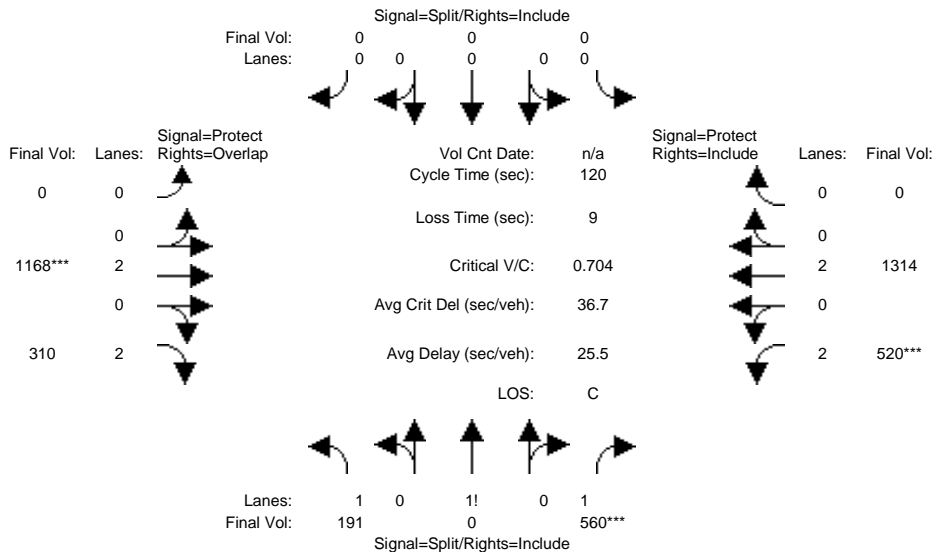 Signal=Split/Rights=Include
Final Vol: 0 0 0
Lanes: 0 0 0 0 0
Signal=Protect
Final Vol: Lanes: Rights=Overlap
Vol Cnt Date: n/a
Signal=Protect
Rights=Include Lanes: Final Vol:
Cycle Time (sec): 120
0 0
0 0
Loss Time (sec): 9
0
0
1168*** 2
Critical V/C: 0.704
2 1314
0
Avg Crit Del (sec/veh): 36.7
0
310 2
Avg Delay (sec/veh): 25.5
2 520***
LOS: C
Lanes: 1 0 1! 0 1
Final Vol: 191 0 560***
Signal=Split/Rights=Include